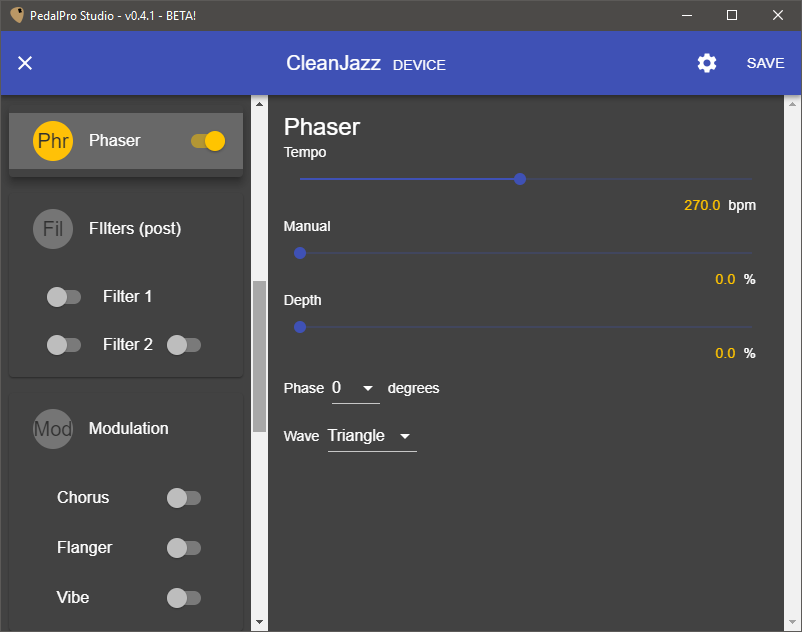 PedalPro Studio - v0.4.1 - BETA!
CleanJazz DEVICE
SAVE
Phr Phaser
Fil FIlters (post)
Filter 1
Filter 2
Mod Modulation
Chorus
Flanger
Vibe
Phaser
Tempo
270.0 bpm
Manual
0.0 %
Depth
0.0 %
Phase 0 degrees
Wave Triangle